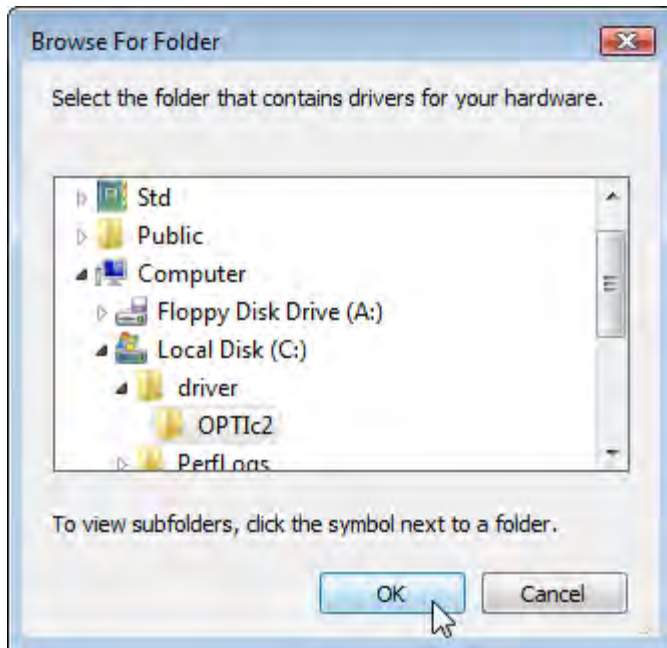 Browse For Folder
Select the folder that contains drivers for your hardware.
Std
Public
Computer
Floppy Disk Drive (A:)
Local Disk (C:)
driver
OPTIc2
PerfLogs
To view subfolders, click the symbol next to a folder.
OK Cancel